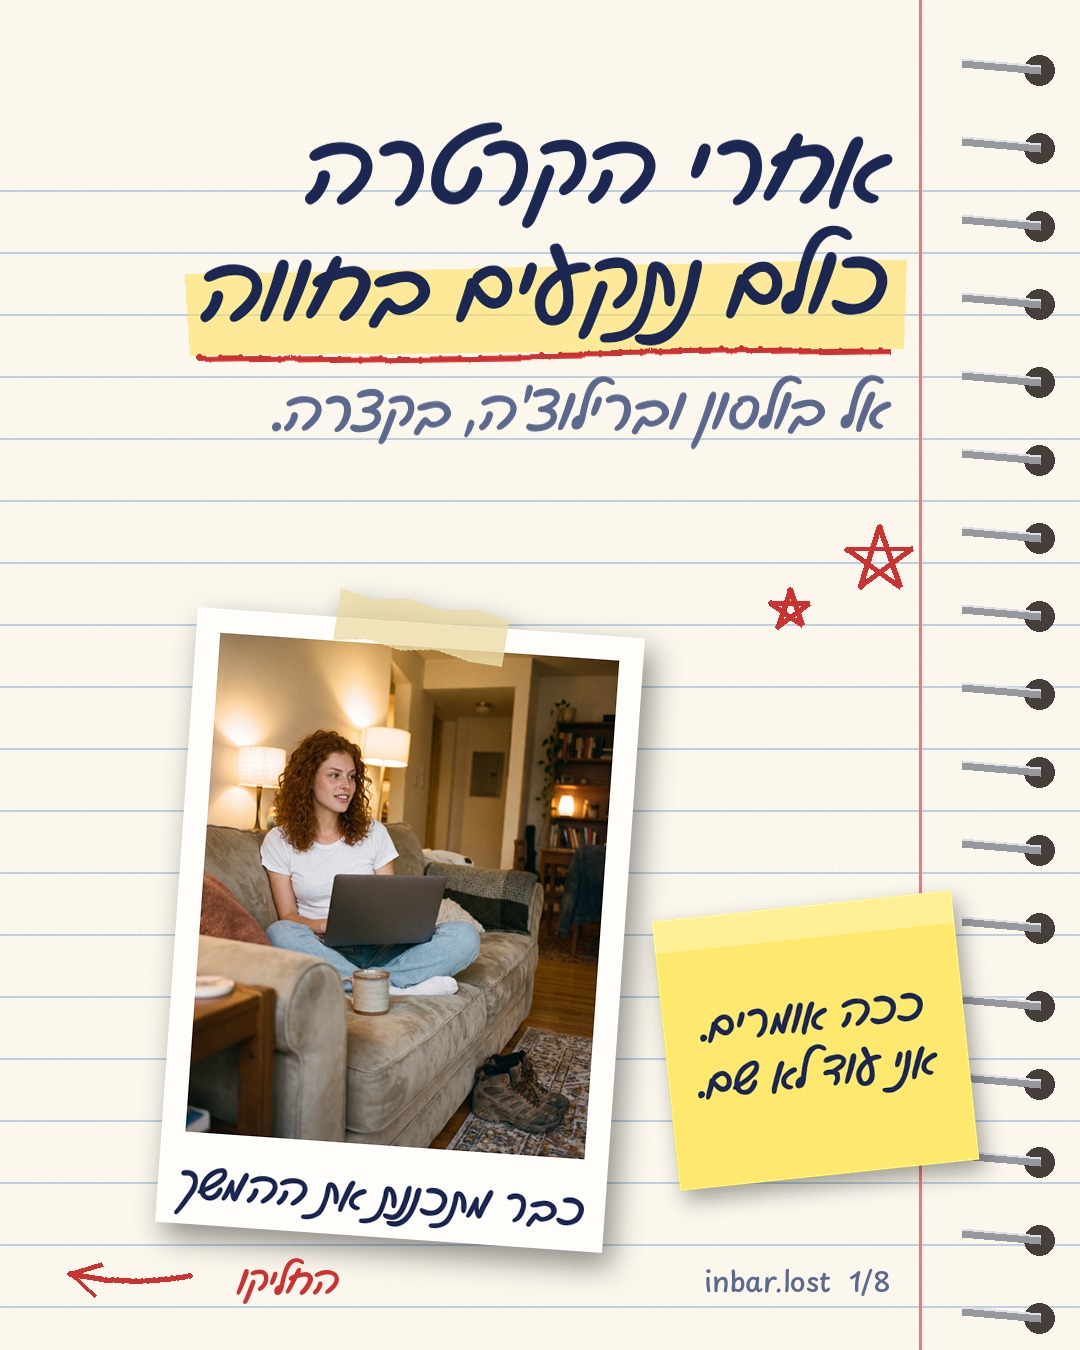 אחרי הקרטרה
כולם נתקעים בחווה
אל בולסון וברילוצ'ה, בקצרה.
ככה אומרים.
אני עוד לא שם.
כבר מתכננת את ההמשך
החליקו
inbar.lost 1/8